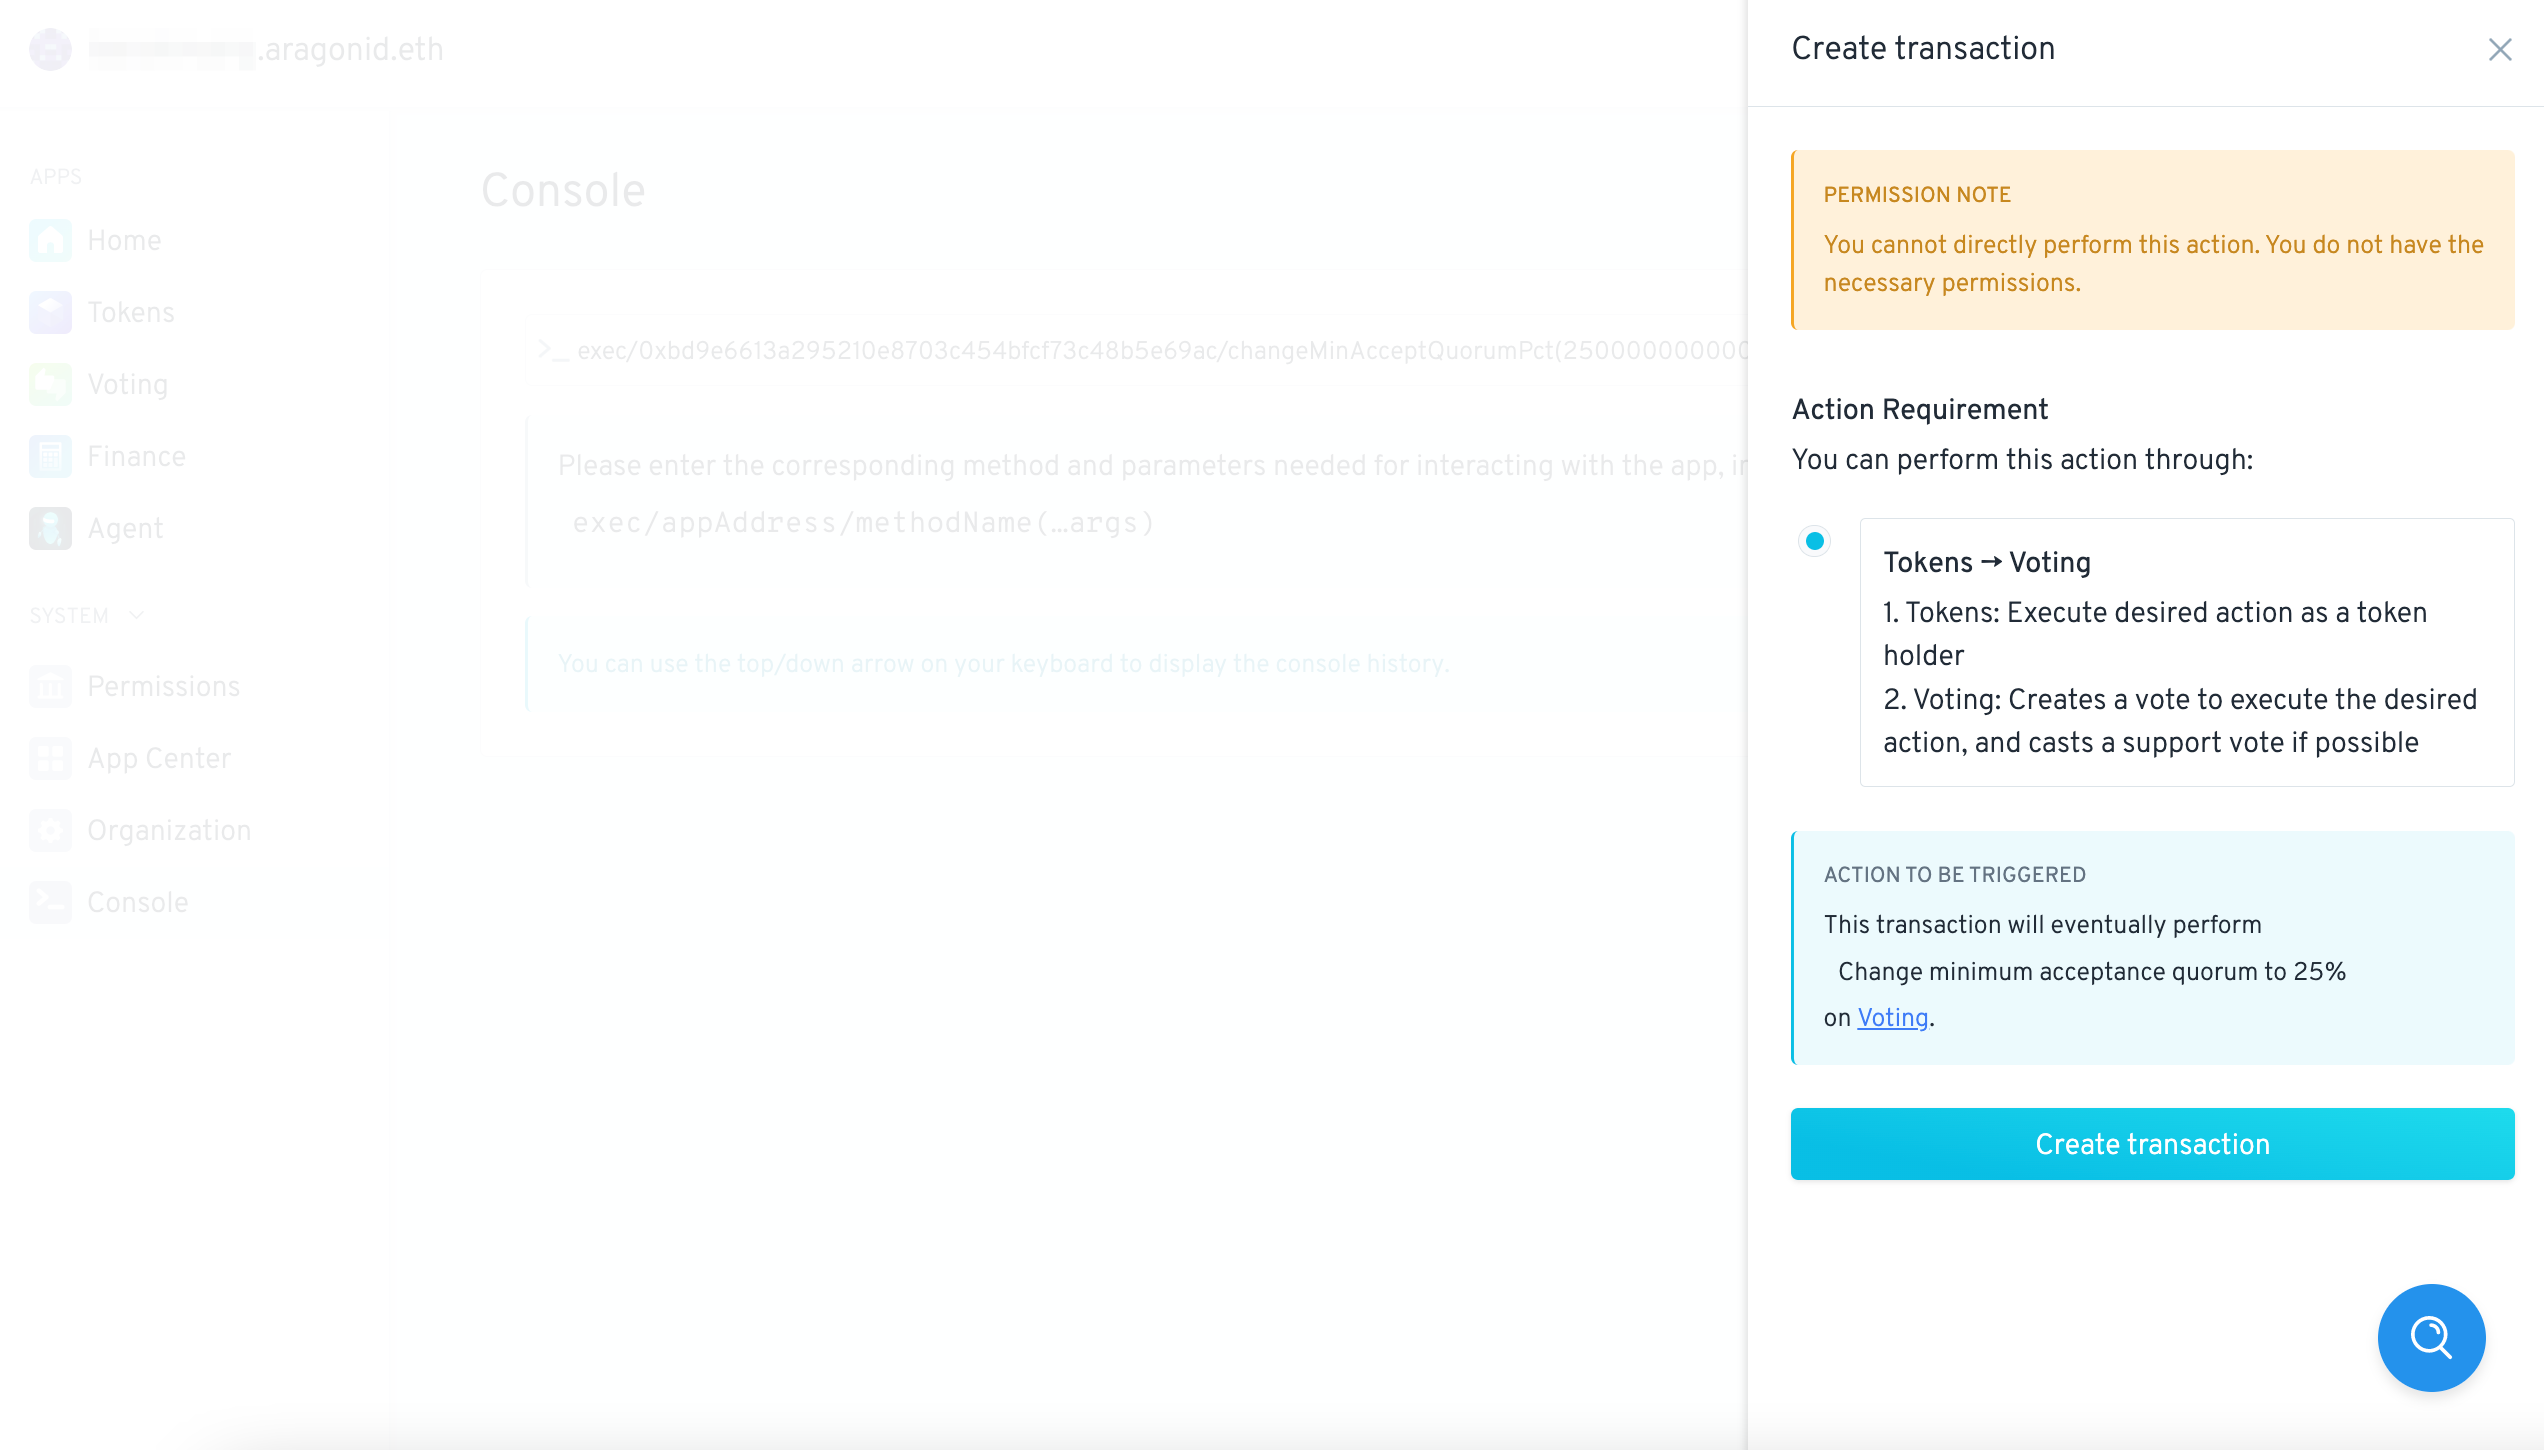 .aragonid.eth
APPS
Home
Tokens
Voting
Finance
Agent
SYSTEM
Permissions
App Center
Organization
Console
Console
>_ exec/0xbd9e6613a295210e8703c454bfcf73c48b5e69ac/changeMinAcceptQuorumPct(250000000000
Please enter the corresponding method and parameters needed for interacting with the app, i
exec/appAddress/methodName(…args)
You can use the top/down arrow on your keyboard to display the console history.
Create transaction
PERMISSION NOTE
You cannot directly perform this action. You do not have the
necessary permissions.
Action Requirement
You can perform this action through:
Tokens → Voting
1. Tokens: Execute desired action as a token
holder
2. Voting: Creates a vote to execute the desired
action, and casts a support vote if possible
ACTION TO BE TRIGGERED
This transaction will eventually perform
Change minimum acceptance quorum to 25%
on Voting.
Create transaction